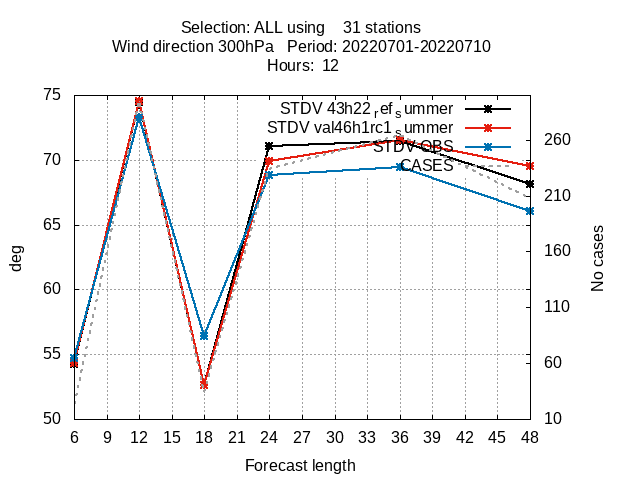 Selection: ALL using    31 stations
Wind direction 300hPa   Period: 20220701-20220710
Hours:  12
STDV 43h22_ref_summer
STDV val46h1rc1_summer
STDV OBS
CASES
75
70
65
60
55
50
deg
260
210
160
110
60
10
No cases
6 9 12 15 18 21 24 27 30 33 36 39 42 45 48
Forecast length